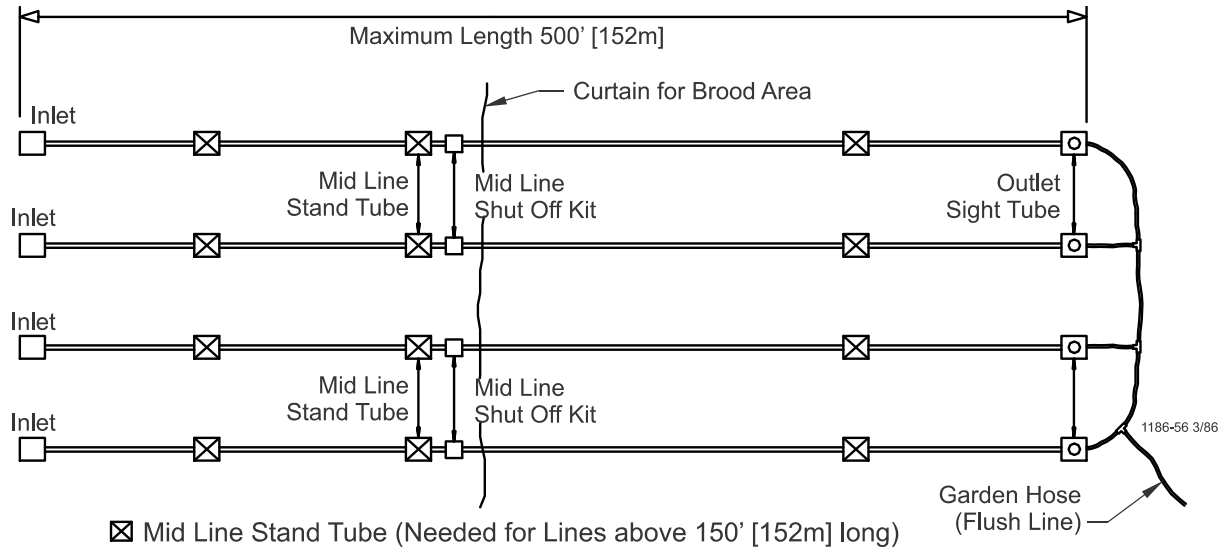 Maximum Length 500’ [152m]
Curtain for Brood Area
Inlet
Mid Line
Stand Tube
Mid Line
Shut Off Kit
Outlet
Sight Tube
Inlet
Inlet
Mid Line
Stand Tube
Mid Line
Shut Off Kit
Inlet
1186-56 3/86
Garden Hose
(Flush Line)
Mid Line Stand Tube (Needed for Lines above 150’ [152m] long)